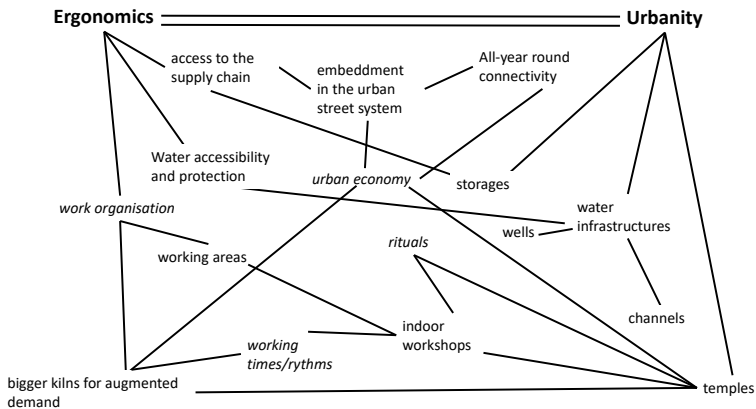 Ergonomics
Urbanity
access to the
supply chain
embeddment
in the urban
street system
All-year round
connectivity
Water accessibility
and protection
urban economy
storages
work organisation
water
infrastructures
wells
rituals
working areas
channels
indoor
workshops
working
times/rythms
bigger kilns for augmented
demand
temples